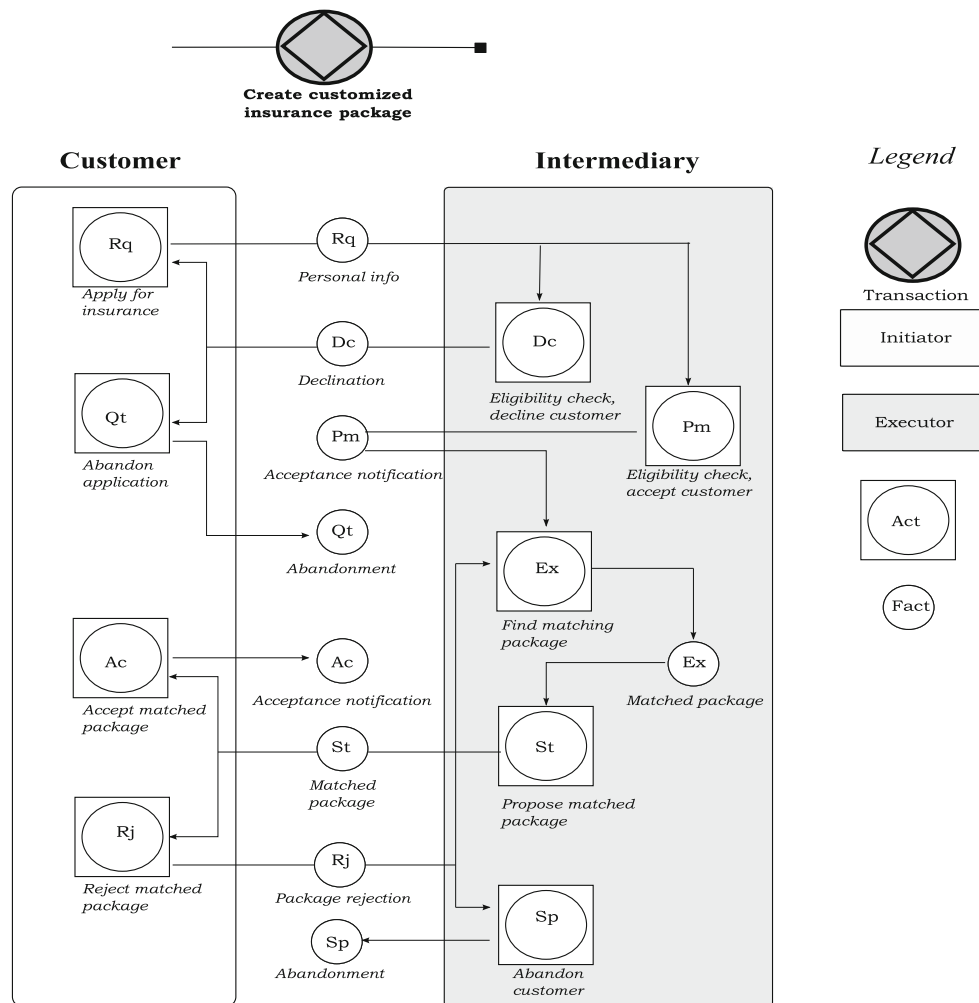 Create customized
insurance package
Customer
Intermediary
Legend
Rq
Apply for
insurance
Rq
Personal info
Dc
Declination
Dc
Eligibility check,
decline customer
Qt
Abandon
application
Pm
Acceptance notification
Pm
Eligibility check,
accept customer
Qt
Abandonment
Ex
Find matching
package
Ac
Accept matched
package
Ac
Acceptance notification
Ex
Matched package
St
Matched
package
St
Propose matched
package
Rj
Reject matched
package
Rj
Package rejection
Sp
Abandonment
Sp
Abandon
customer
Transaction
Initiator
Executor
Act
Fact